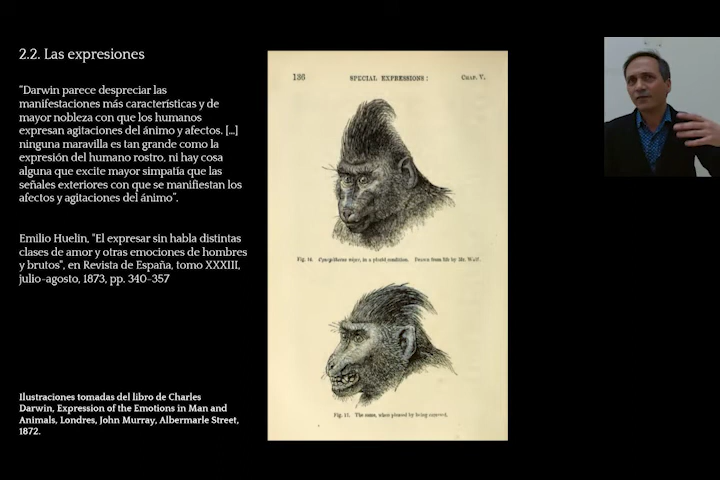 2.2. Las expresiones
"Darwin parece despreciar las
manifestaciones más características y de
mayor nobleza con que los humanos
expresan agitaciones del ánimo y afectos. [...]
ninguna maravilla es tan grande como la
expresión del humano rostro, ni hay cosa
alguna que excite mayor simpatía que las
señales exteriores con que se manifiestan los
afectos y agitaciones del ánimo".
Emilio Huelin, "El expresar sin habla distintas
clases de amor y otras emociones de hombres
y brutos", en Revista de España, tomo XXXIII,
julio-agosto, 1873, pp. 340-357
Ilustraciones tomadas del libro de Charles
Darwin, Expression of the Emotions in Man and
Animals, Londres, John Murray, Albermarle Street,
1872.
136 SPECIAL EXPRESSIONS: CHAP. V.
Fig. 16. Cynopithecus niger, in a placid condition. Drawn from life by Mr. Wolf.
Fig. 17. The same, when pleased by being caressed.